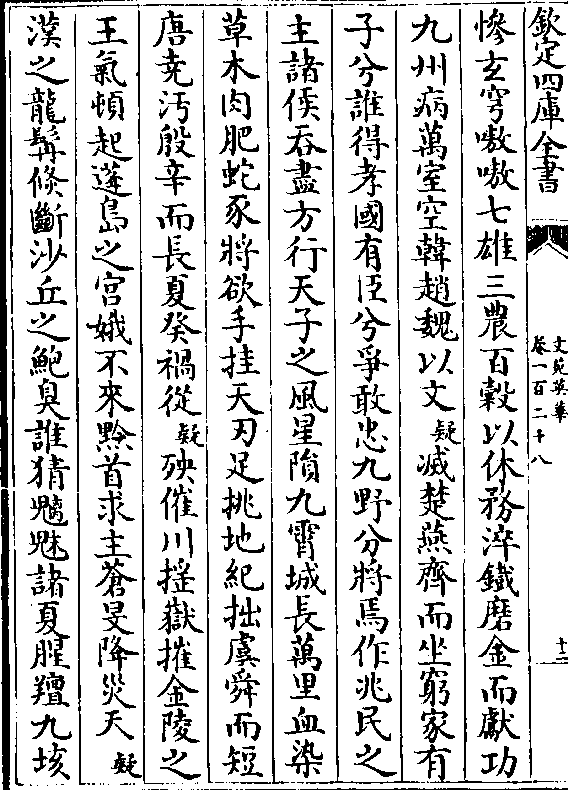 欽定四庫全書
文苑英華
卷一百二十八
十二
慘玄穹嗷嗷七雄三農百穀以休務淬鐵磨金而獻功
九州病萬室空韓趙魏以文疑滅楚燕齊而坐窮家有
子兮誰得孝國有臣兮爭敢忠九野分將焉作兆民之
主諸侯吞盡方行天子之風星隕九霄城長萬里血染
草木肉肥蛇豕將欲手挂天刃足挑地紀拙虞舜而短
唐堯汚殷辛而長夏癸禍從疑殃催川搖嶽摧金陵之
王氣頓起蓬島之宮娥不來黔首求主蒼旻降災天疑
漢之龍髯倐斷沙丘之鮑臭誰猜魑魅諸夏腥羶九垓